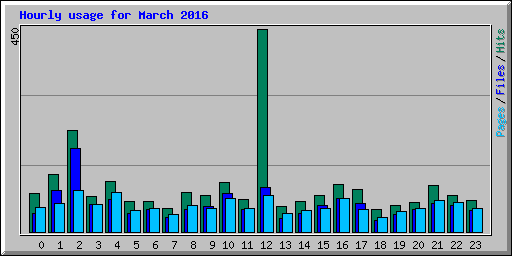 Hourly usage for March 2016
450
Pages/Files/Hits
0 1 2 3 4 5 6 7 8 9 10 11 12 13 14 15 16 17 18 19 20 21 22 23